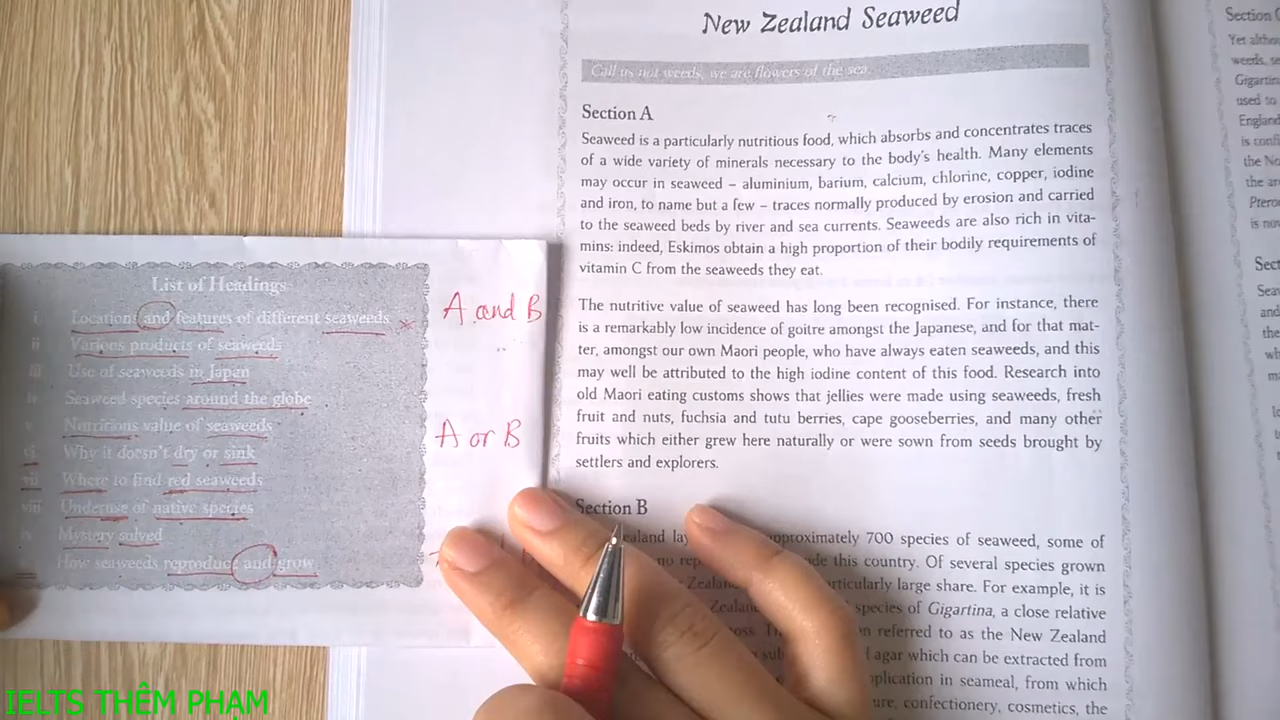 New Zealand Seaweed
Call us not weeds, we are flowers of the sea.
Section A
Seaweed is a particularly nutritious food, which absorbs and concentrates traces
of a wide variety of minerals necessary to the body's health. Many elements
may occur in seaweed – aluminium, barium, calcium, chlorine, copper, iodine
and iron, to name but a few – traces normally produced by erosion and carried
to the seaweed beds by river and sea currents. Seaweeds are also rich in vita-
mins: indeed, Eskimos obtain a high proportion of their bodily requirements of
vitamin C from the seaweeds they eat.
The nutritive value of seaweed has long been recognised. For instance, there
is a remarkably low incidence of goitre amongst the Japanese, and for that mat-
ter, amongst our own Maori people, who have always eaten seaweeds, and this
may well be attributed to the high iodine content of this food. Research into
old Maori eating customs shows that jellies were made using seaweeds, fresh
fruit and nuts, fuchsia and tutu berries, cape gooseberries, and many other
fruits which either grew here naturally or were sown from seeds brought by
settlers and explorers.
Section B
approximately 700 species of seaweed, some of
this country. Of several species grown
particularly large share. For example, it is
species of Gigartina, a close relative
referred to as the New Zealand
agar which can be extracted from
application in seameal, from which
confectionery, cosmetics, the
List of Headings
i Locations and features of different seaweeds
A and B
ii Various products of seaweeds
iii Use of seaweeds in Japan
iv Seaweed species around the globe
v Nutritious value of seaweeds
A or B
vi Why it doesn't dry or sink
vii Where to find red seaweeds
viii Underuse of native species
ix Mystery solved
How seaweeds reproduce and grow
Section
Yet
weeds,
used to
England
the
is
and
the
IELTS THÊM PHẠM